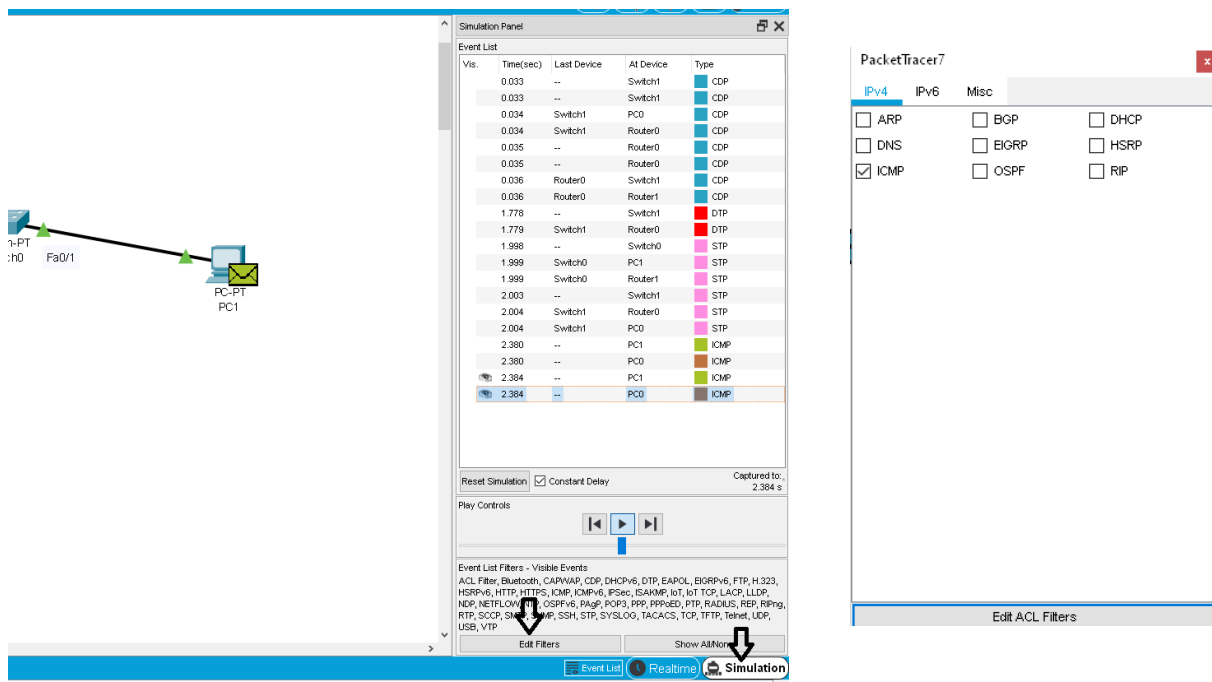 n-PT
:h0 Fa0/1
PC-PT
PC1
Simulation Panel
Event List
Vis. Time(sec) Last Device At Device Type
0.033 -- Switch1 CDP
0.033 -- Switch1 CDP
0.034 Switch1 PC0 CDP
0.034 Switch1 Router0 CDP
0.035 -- Router0 CDP
0.035 -- Router0 CDP
0.036 Router0 Switch1 CDP
0.036 Router0 Router1 CDP
1.778 -- Switch1 DTP
1.779 Switch1 Router0 DTP
1.998 -- Switch0 STP
1.999 Switch0 PC1 STP
1.999 Switch0 Router1 STP
2.003 -- Switch1 STP
2.004 Switch1 Router0 STP
2.004 Switch1 PC0 STP
2.380 -- PC1 ICMP
2.380 -- PC0 ICMP
2.384 -- PC1 ICMP
2.384 -- PC0 ICMP
Reset Simulation Constant Delay Captured to:
2.384 s
Play Controls
Event List Filters - Visible Events
ACL Filter, Bluetooth, CAPWAP, CDP, DHCPv6, DTP, EAPOL, EIGRPv6, FTP, H.323,
HSRPv6, HTTP, HTTPS, ICMP, ICMPv6, IPSec, ISAKMP, IoT, IoT TCP, LACP, LLDP,
NDP, NETFLOW, OSPFv6, PAgP, POP3, PPP, PPPoED, PTP, RADIUS, REP, RIPng,
RTP, SCCP, SSH, STP, SYSLOG, TACACS, TCP, TFTP, Telnet, UDP,
USB, VTP
Edit Filters Show All/None
Event List Realtime Simulation
PacketTracer7 x
IPv4 IPv6 Misc
ARP BGP DHCP
DNS EIGRP HSRP
ICMP OSPF RIP
Edit ACL Filters